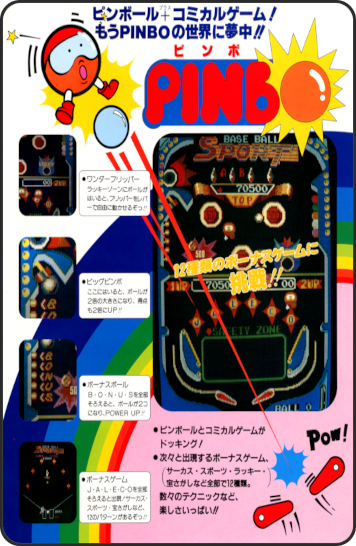 ピンボール+コミカルゲーム!
もうPINBOの世界に夢中!!
ピンボ
PINBO
●ワンダーフリッパー
ラッキーゾーンにボールが
はいると、フリッパーをレバ
ーで自由に動かせるぞっ!!
●ビッグピンボ
ここにはいると、ボールが
2倍の大きさになり、得点
も2倍にUP!!
●ボーナスボール
B・O・N・U・Sを全部
そろえると、ボールが2コ
になり、POWER UP!!
●ボーナスゲーム
J・A・L・E・C・Oを全部
そろえると出現!サーカス・
スポーツ・宝さがしなど、
12のパターンがあるぞっ!!
BASE BALL
SPORT
70500
TOP
12種類のボーナスゲームに
挑戦!!
1UP
70500
00
2UP
SAFETY ZONE
BALL
●ピンボールとコミカルゲームが
ドッキング!
●次々と出現するボーナスゲーム、
(サーカス・スポーツ・ラッキー・
宝さがしなど全部で12種類。)
数々のテクニックなど、
楽しさいっぱい!!
Pow!